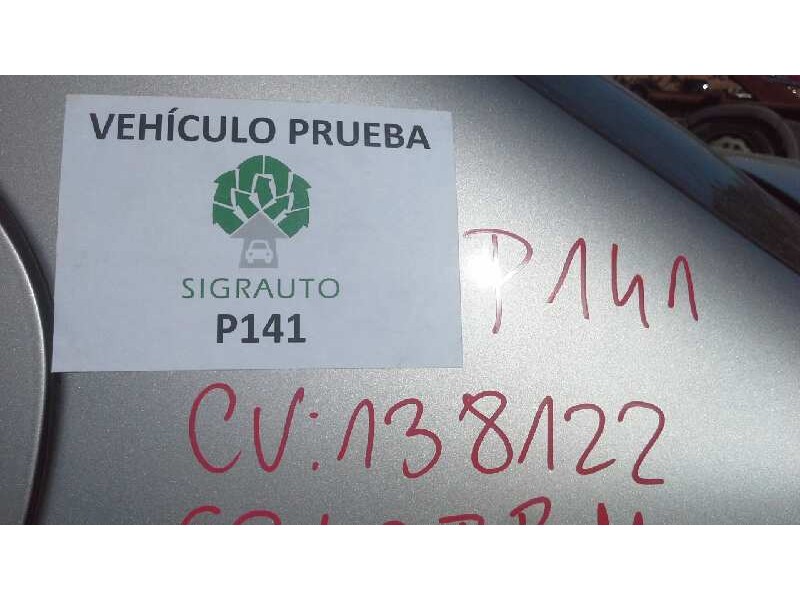 VEHÍCULO PRUEBA
SIGRAUTO
P141
P141
CV:138122